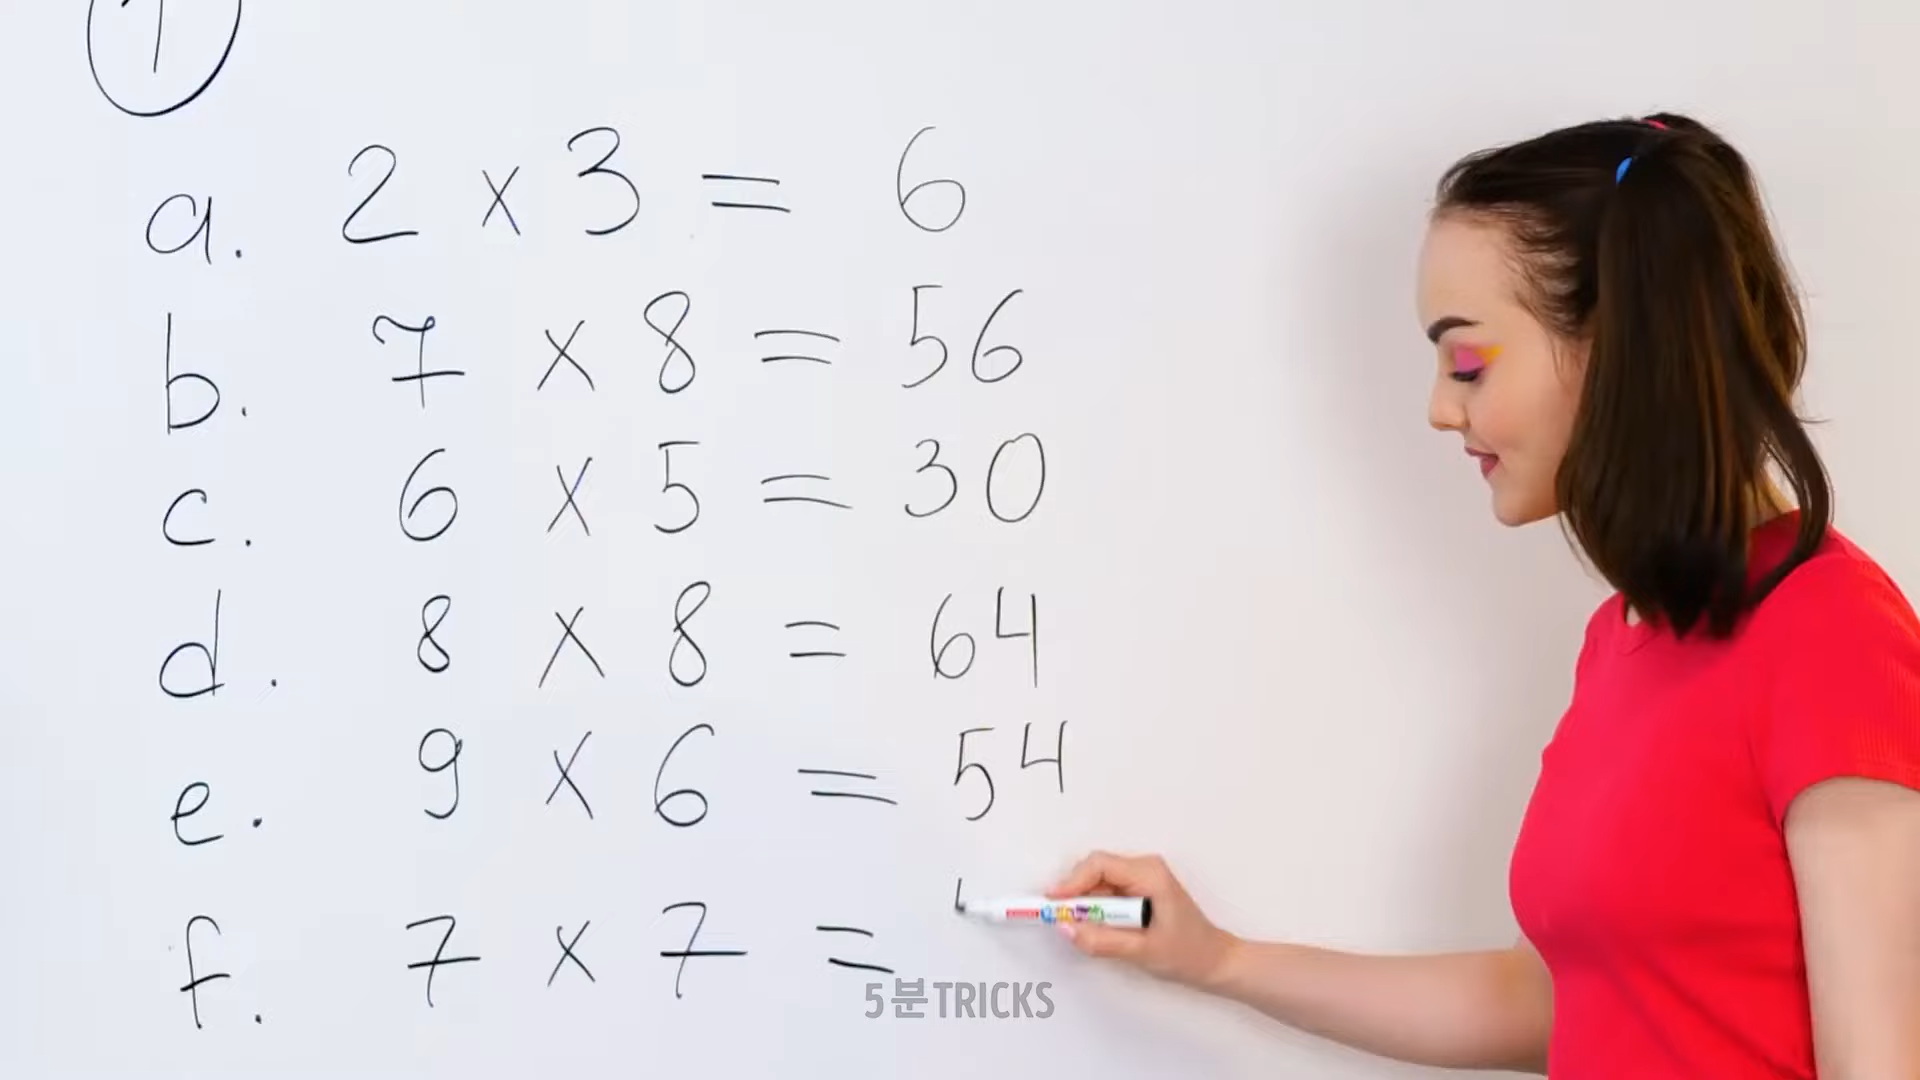 1
a. 2 x 3 = 6
b. 7 x 8 = 56
c. 6 x 5 = 30
d. 8 x 8 = 64
e. 9 x 6 = 54
f. 7 x 7 =
5분TRICKS